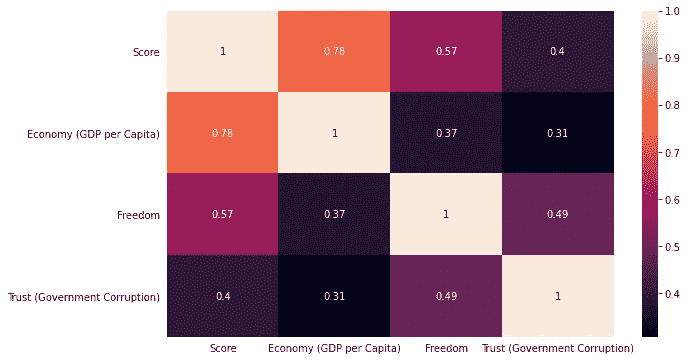 1.0
Score 1 0.78 0.57 0.4
0.9
0.8
Economy (GDP per Capita) 0.78 1 0.37 0.31
0.7
0.6
Freedom 0.57 0.37 1 0.49
0.5
Trust (Government Corruption) 0.4 0.31 0.49 1
0.4
Score Economy (GDP per Capita) Freedom Trust (Government Corruption)